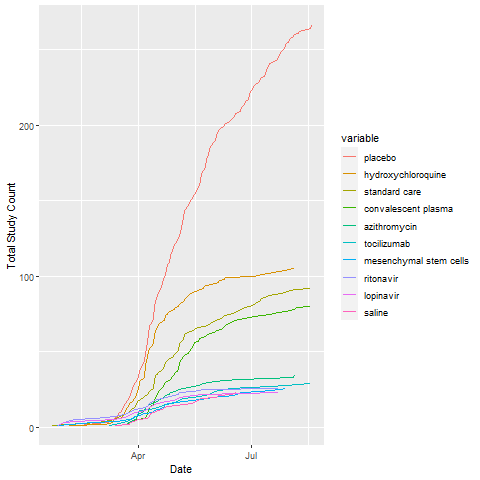 200
100
0
Total Study Count
Apr
Jul
Date
variable
placebo
hydroxychloroquine
standard care
convalescent plasma
azithromycin
tocilizumab
mesenchymal stem cells
ritonavir
lopinavir
saline